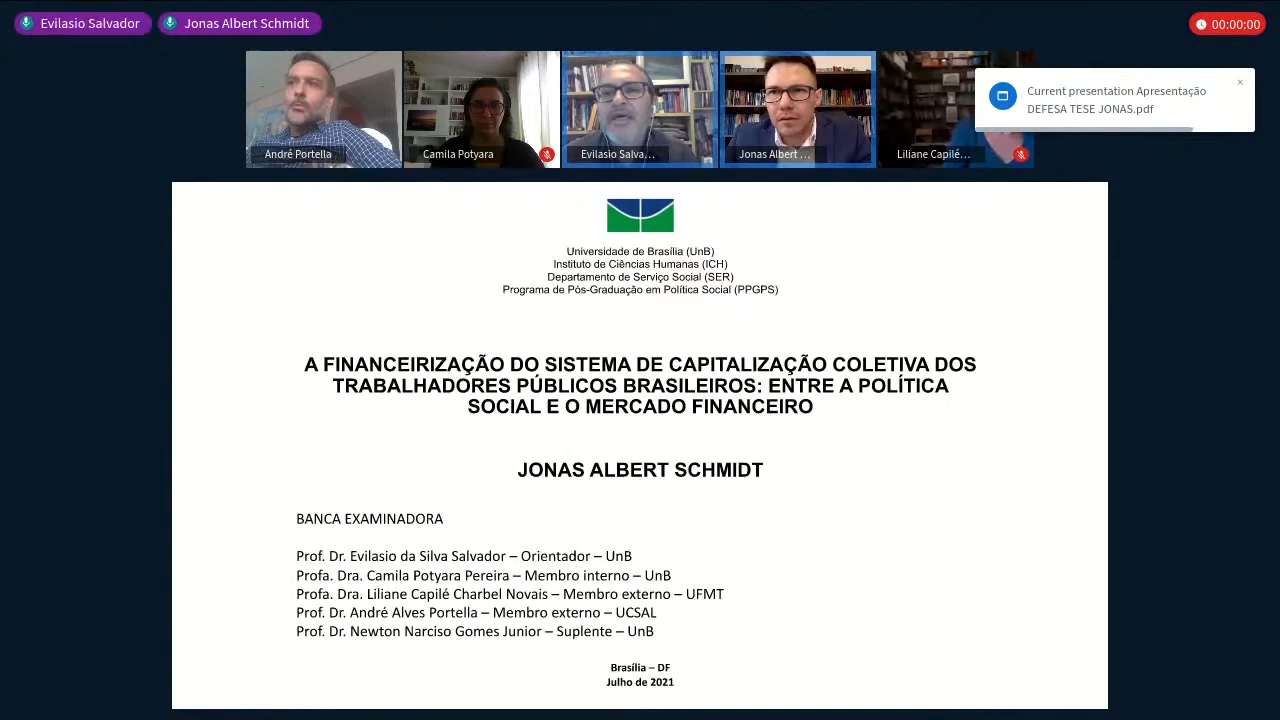 Evilasio Salvador
Jonas Albert Schmidt
00:00:00
André Portella
Camila Potyara
Evilasio Salva...
Jonas Albert ...
Liliane Capilé...
Current presentation Apresentação
DEFESA TESE JONAS.pdf
Universidade de Brasília (UnB)
Instituto de Ciências Humanas (ICH)
Departamento de Serviço Social (SER)
Programa de Pós-Graduação em Política Social (PPGPS)
A FINANCEIRIZAÇÃO DO SISTEMA DE CAPITALIZAÇÃO COLETIVA DOS
TRABALHADORES PÚBLICOS BRASILEIROS: ENTRE A POLÍTICA
SOCIAL E O MERCADO FINANCEIRO
JONAS ALBERT SCHMIDT
BANCA EXAMINADORA
Prof. Dr. Evilasio da Silva Salvador – Orientador – UnB
Profa. Dra. Camila Potyara Pereira – Membro interno – UnB
Profa. Dra. Liliane Capilé Charbel Novais – Membro externo – UFMT
Prof. Dr. André Alves Portella – Membro externo – UCSAL
Prof. Dr. Newton Narciso Gomes Junior – Suplente – UnB
Brasília – DF
Julho de 2021